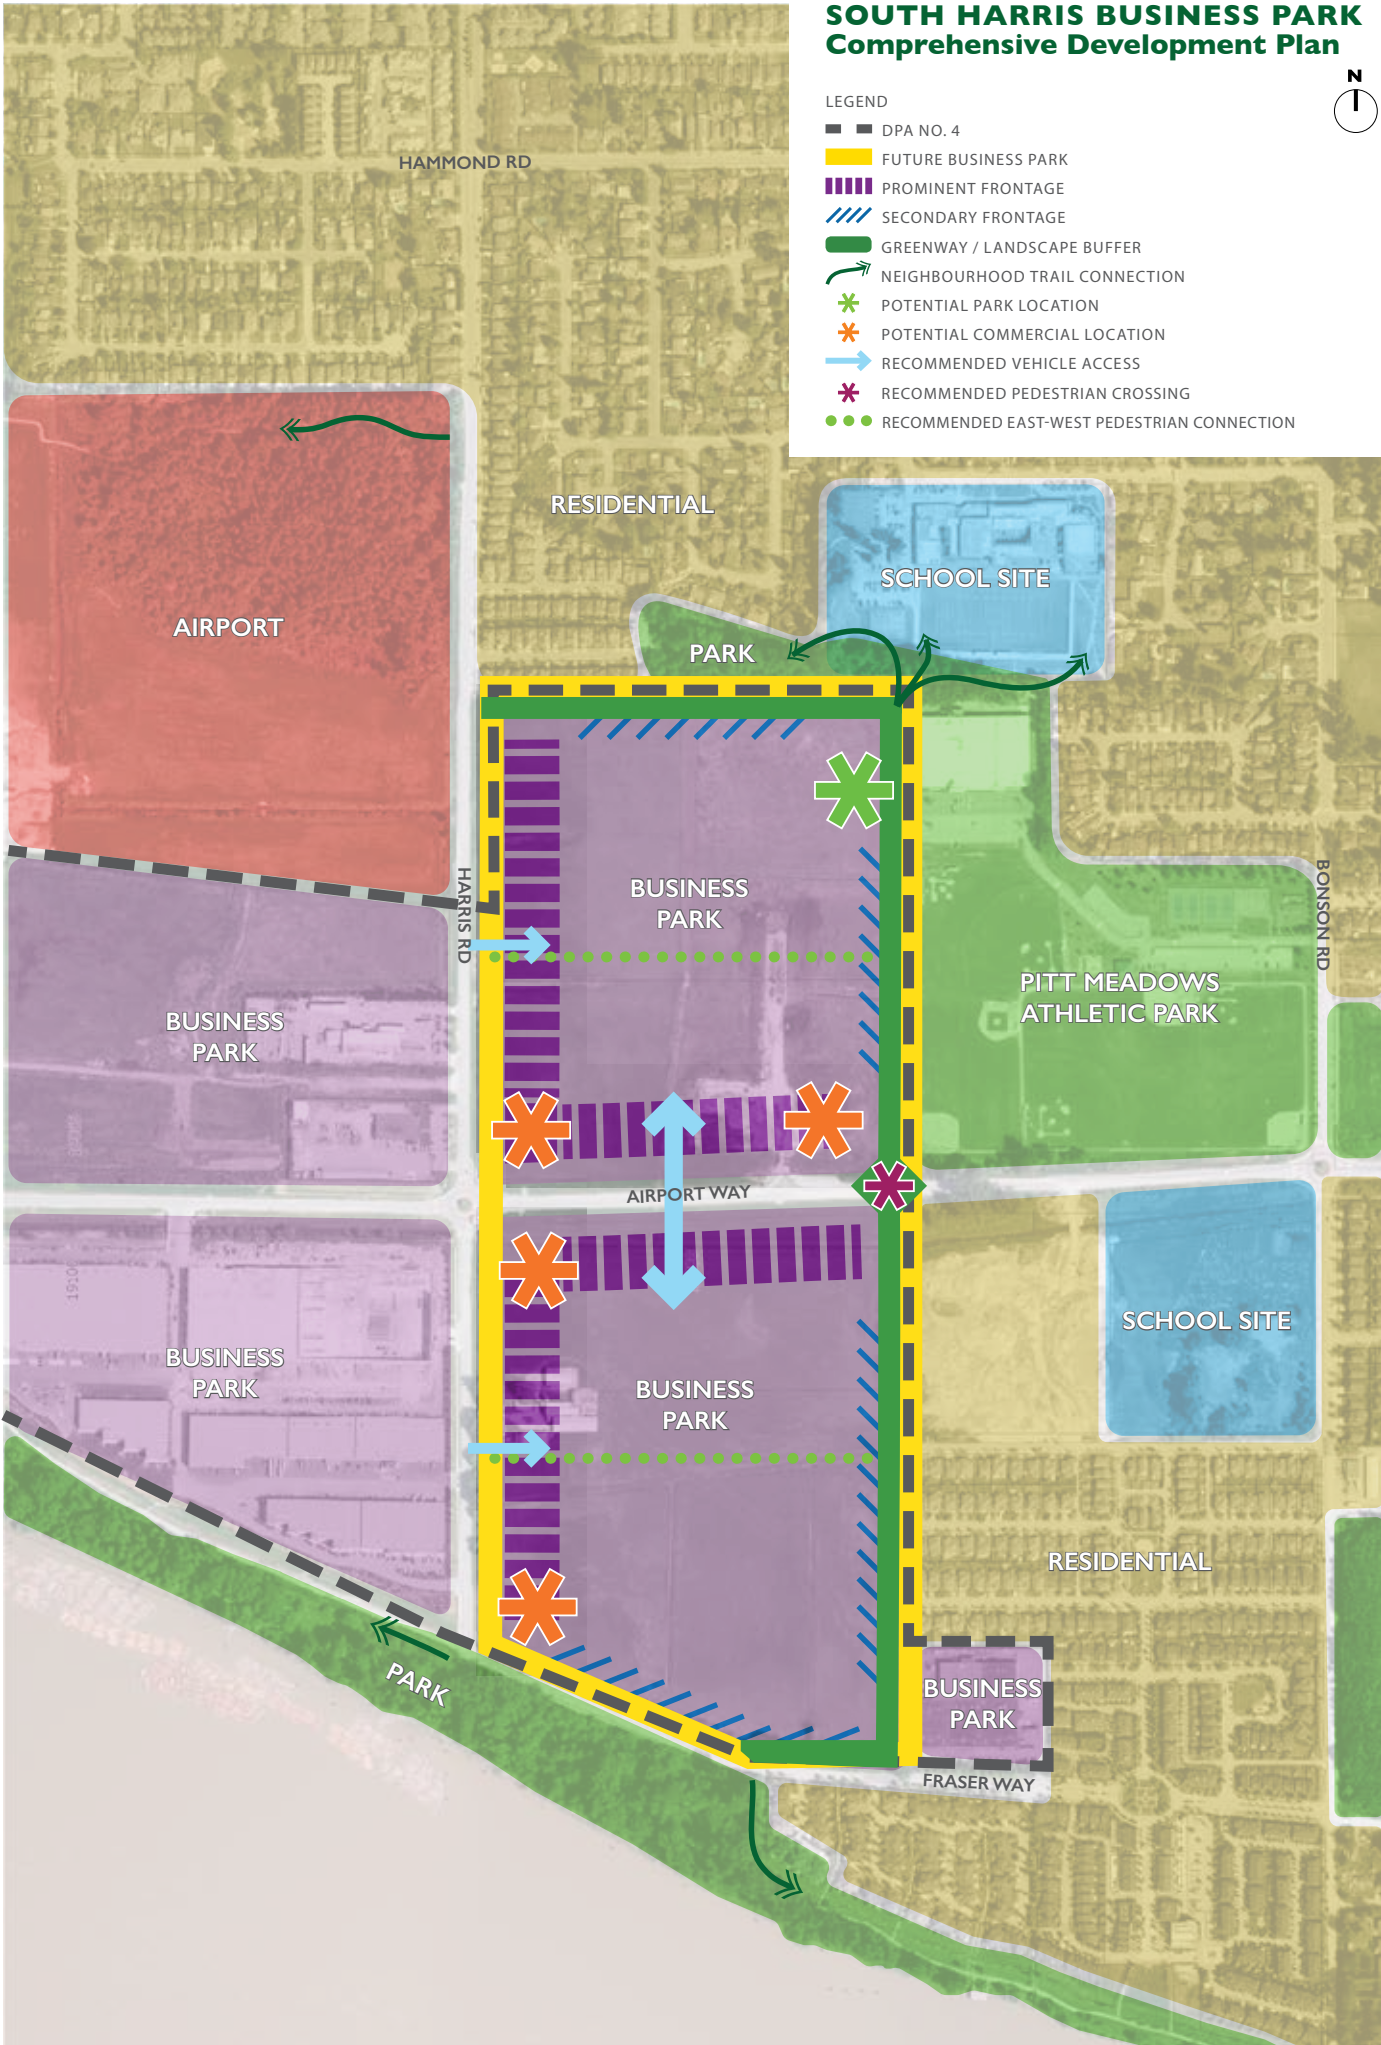 SOUTH HARRIS BUSINESS PARK
Comprehensive Development Plan
N
LEGEND
DPA NO. 4
FUTURE BUSINESS PARK
PROMINENT FRONTAGE
SECONDARY FRONTAGE
GREENWAY / LANDSCAPE BUFFER
NEIGHBOURHOOD TRAIL CONNECTION
POTENTIAL PARK LOCATION
POTENTIAL COMMERCIAL LOCATION
RECOMMENDED VEHICLE ACCESS
RECOMMENDED PEDESTRIAN CROSSING
RECOMMENDED EAST-WEST PEDESTRIAN CONNECTION
HAMMOND RD
RESIDENTIAL
SCHOOL SITE
AIRPORT
PARK
HARRIS RD
BUSINESS
PARK
BONSON RD
PITT MEADOWS
ATHLETIC PARK
BUSINESS
PARK
AIRPORT WAY
19100
SCHOOL SITE
BUSINESS
PARK
BUSINESS
PARK
RESIDENTIAL
PARK
BUSINESS
PARK
FRASER WAY